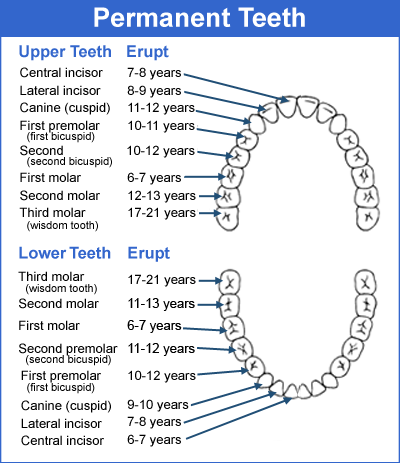 Permanent Teeth
Upper Teeth Erupt
Central incisor 7-8 years
Lateral incisor 8-9 years
Canine (cuspid) 11-12 years
First premolar 10-11 years
(first bicuspid)
Second 10-12 years
(second bicuspid)
First molar 6-7 years
Second molar 12-13 years
Third molar 17-21 years
(wisdom tooth)
Lower Teeth Erupt
Third molar 17-21 years
(wisdom tooth)
Second molar 11-13 years
First molar 6-7 years
Second premolar 11-12 years
(second bicuspid)
First premolar 10-12 years
(first bicuspid)
Canine (cuspid) 9-10 years
Lateral incisor 7-8 years
Central incisor 6-7 years